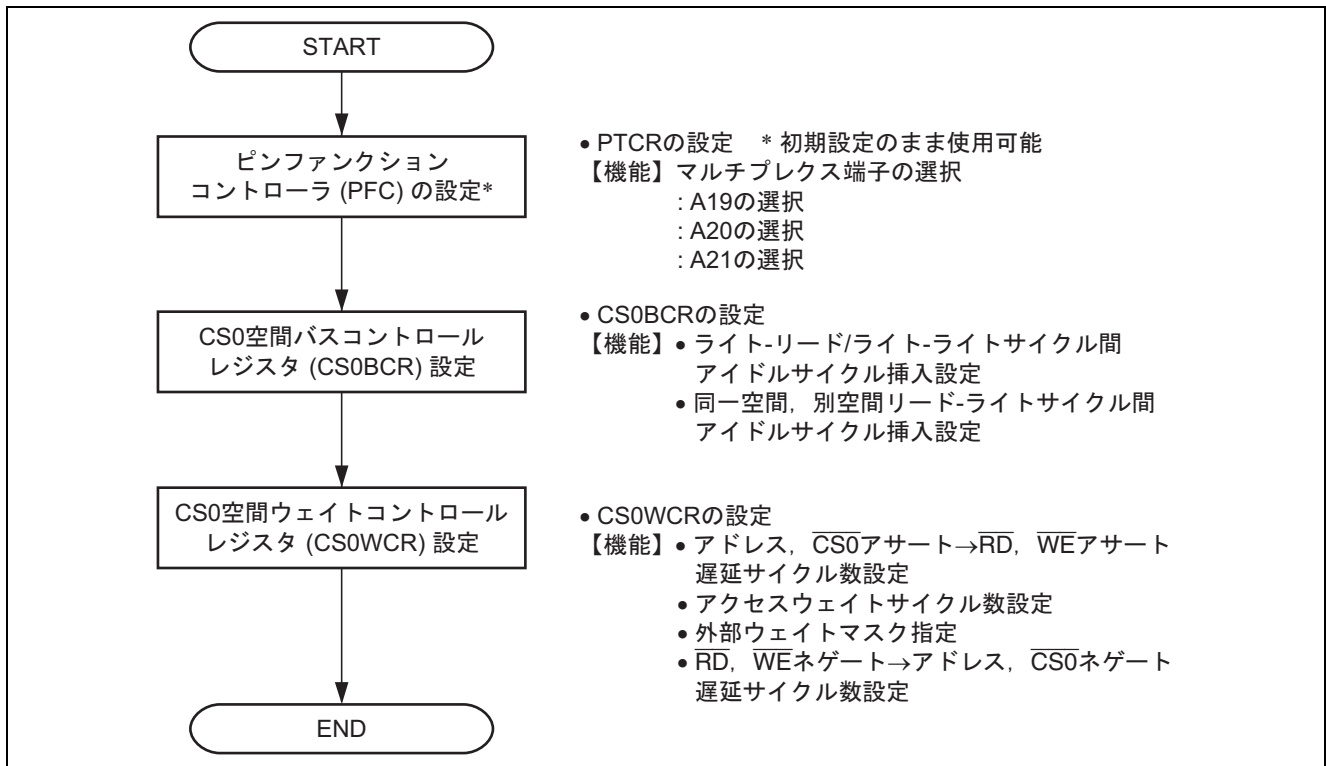 START
ピンファンクション
コントローラ (PFC) の設定*
• PTCRの設定　* 初期設定のまま使用可能
【機能】マルチプレクス端子の選択
: A19の選択
: A20の選択
: A21の選択
CS0空間バスコントロール
レジスタ (CS0BCR) 設定
• CS0BCRの設定
【機能】• ライト-リード/ライト-ライトサイクル間
アイドルサイクル挿入設定
• 同一空間，別空間リード-ライトサイクル間
アイドルサイクル挿入設定
CS0空間ウェイトコントロール
レジスタ (CS0WCR) 設定
• CS0WCRの設定
【機能】• アドレス，C̅S̅0̅アサート→R̅D̅，W̅E̅アサート
遅延サイクル数設定
• アクセスウェイトサイクル数設定
• 外部ウェイトマスク指定
• R̅D̅，W̅E̅ネゲート→アドレス，C̅S̅0̅ネゲート
遅延サイクル数設定
END